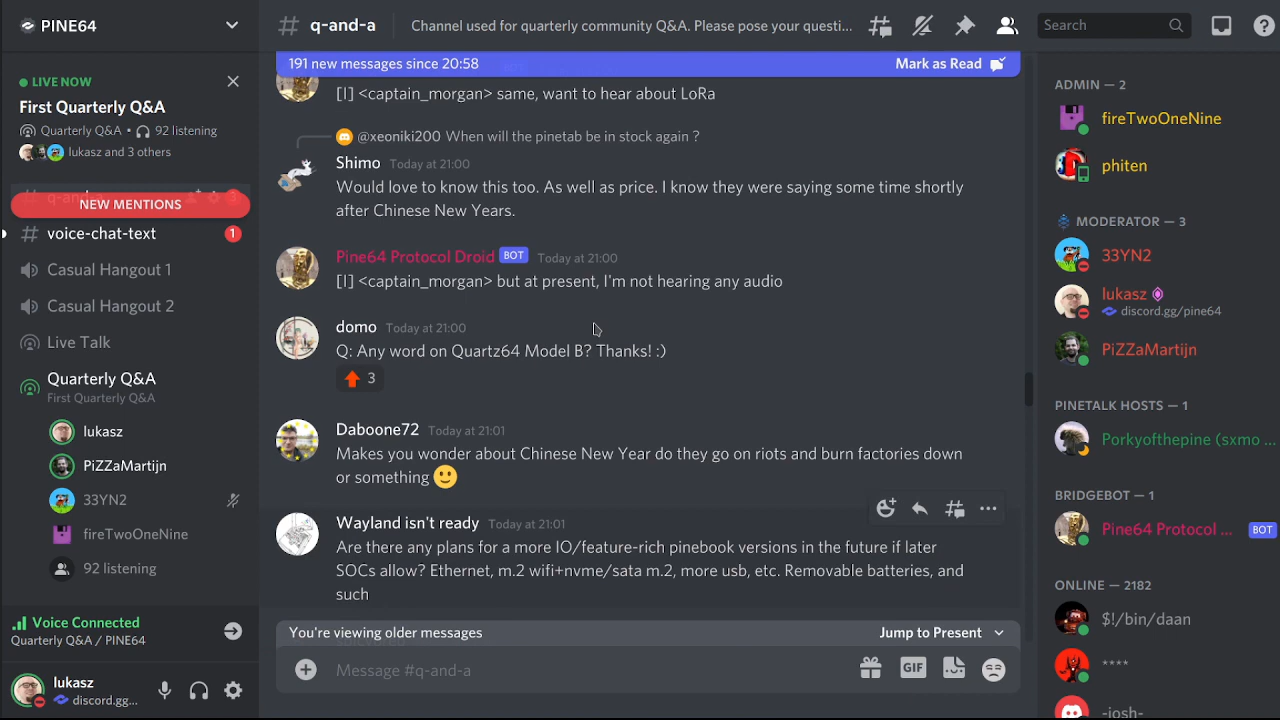 PINE64
LIVE NOW
First Quarterly Q&A
Quarterly Q&A • 92 listening
lukasz and 3 others
NEW MENTIONS
voice-chat-text
1
Casual Hangout 1
Casual Hangout 2
Live Talk
Quarterly Q&A
First Quarterly Q&A
lukasz
PiZZaMartijn
33YN2
fireTwoOneNine
92 listening
Voice Connected
Quarterly Q&A / PINE64
lukasz
discord.gg...
# q-and-a
Channel used for quarterly community Q&A. Please pose your questi...
Search
191 new messages since 20:58
Mark as Read
[I] <captain_morgan> same, want to hear about LoRa
@xeoniki200 When will the pinetab be in stock again ?
Shimo Today at 21:00
Would love to know this too. As well as price. I know they were saying some time shortly
after Chinese New Years.
Pine64 Protocol Droid BOT Today at 21:00
[I] <captain_morgan> but at present, I'm not hearing any audio
domo Today at 21:00
Q: Any word on Quartz64 Model B? Thanks! :)
3
Daboone72 Today at 21:01
Makes you wonder about Chinese New Year do they go on riots and burn factories down
or something
Wayland isn't ready Today at 21:01
Are there any plans for a more IO/feature-rich pinebook versions in the future if later
SOCs allow? Ethernet, m.2 wifi+nvme/sata m.2, more usb, etc. Removable batteries, and
such
You're viewing older messages
Jump to Present
Message #q-and-a
GIF
ADMIN — 2
fireTwoOneNine
phiten
MODERATOR — 3
33YN2
lukasz
discord.gg/pine64
PiZZaMartijn
PINETALK HOSTS — 1
Porkyofthepine (sxmo ...
BRIDGEBOT — 1
Pine64 Protocol ... BOT
ONLINE — 2182
$!/bin/daan
****
-josh-